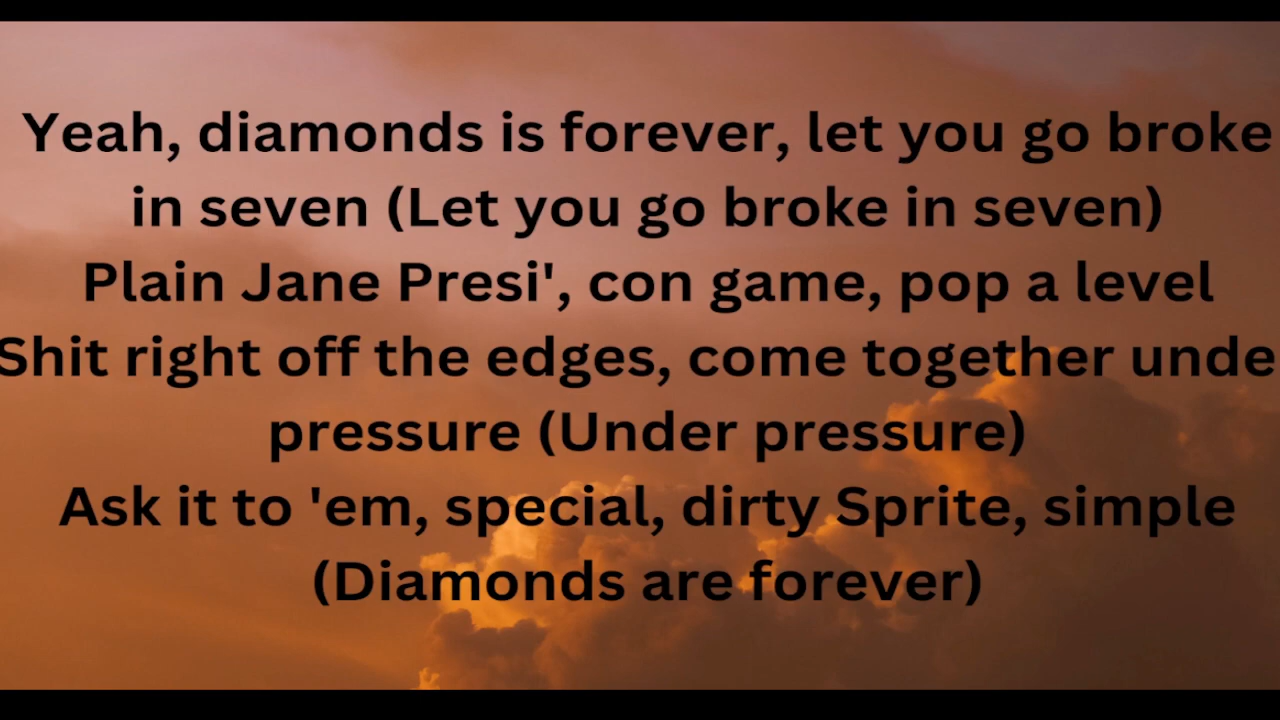 Yeah, diamonds is forever, let you go broke
in seven (Let you go broke in seven)
Plain Jane Presi', con game, pop a level
Shit right off the edges, come together unde
pressure (Under pressure)
Ask it to 'em, special, dirty Sprite, simple
(Diamonds are forever)